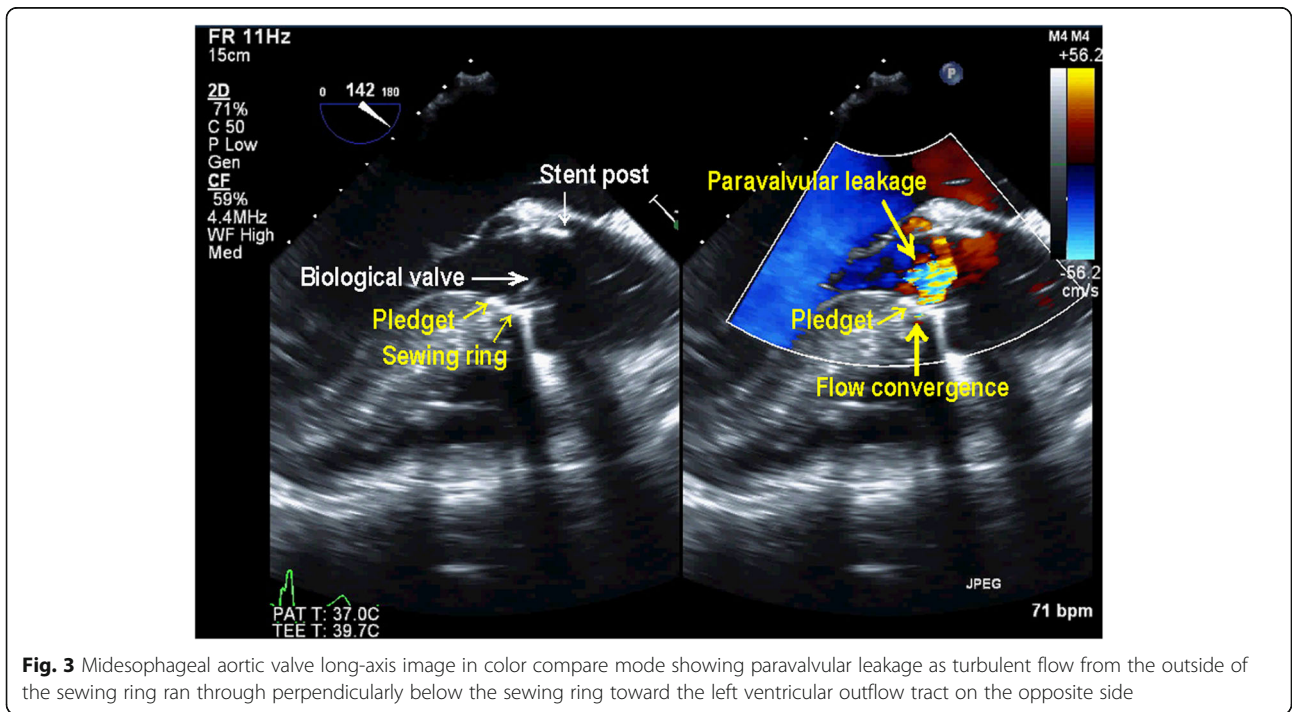 FR 11Hz
15cm
2D
71%
C 50
P Low
Gen
CF
59%
4.4MHz
WF High
Med
0 142 180
Stent post
Biological valve
Pledget
Sewing ring
PAT T: 37.0C
TEE T: 39.7C
M4 M4
+56.2
P
Paravalvular leakage
-56.2
cm/s
Pledget
Flow convergence
JPEG
71 bpm
Fig. 3 Midesophageal aortic valve long-axis image in color compare mode showing paravalvular leakage as turbulent flow from the outside of
the sewing ring ran through perpendicularly below the sewing ring toward the left ventricular outflow tract on the opposite side